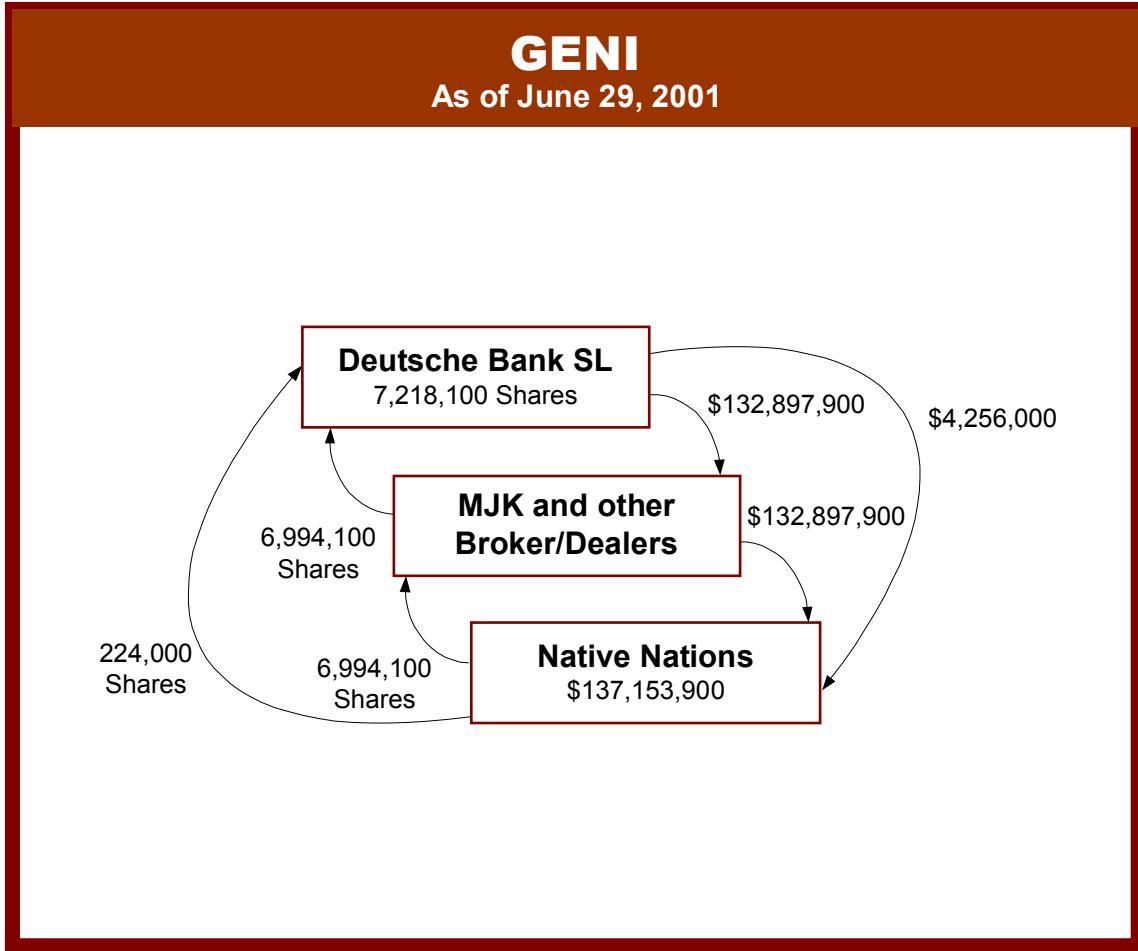 GENI
As of June 29, 2001
Deutsche Bank SL
7,218,100 Shares
$132,897,900
$4,256,000
MJK and other
Broker/Dealers
$132,897,900
6,994,100
Shares
224,000
Shares
6,994,100
Shares
Native Nations
$137,153,900